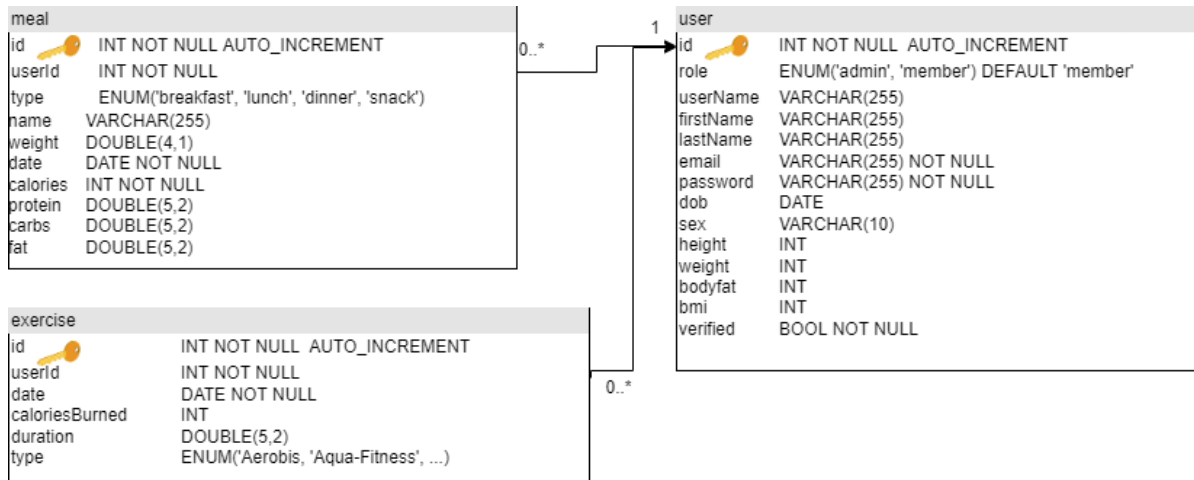 meal
id INT NOT NULL AUTO_INCREMENT
userId INT NOT NULL
type ENUM('breakfast', 'lunch', 'dinner', 'snack')
name VARCHAR(255)
weight DOUBLE(4,1)
date DATE NOT NULL
calories INT NOT NULL
protein DOUBLE(5,2)
carbs DOUBLE(5,2)
fat DOUBLE(5,2)
0..*
1
user
id INT NOT NULL AUTO_INCREMENT
role ENUM('admin', 'member') DEFAULT 'member'
userName VARCHAR(255)
firstName VARCHAR(255)
lastName VARCHAR(255)
email VARCHAR(255) NOT NULL
password VARCHAR(255) NOT NULL
dob DATE
sex VARCHAR(10)
height INT
weight INT
bodyfat INT
bmi INT
verified BOOL NOT NULL
exercise
id INT NOT NULL AUTO_INCREMENT
userId INT NOT NULL
date DATE NOT NULL
caloriesBurned INT
duration DOUBLE(5,2)
type ENUM('Aerobis, 'Aqua-Fitness', ...)
0..*